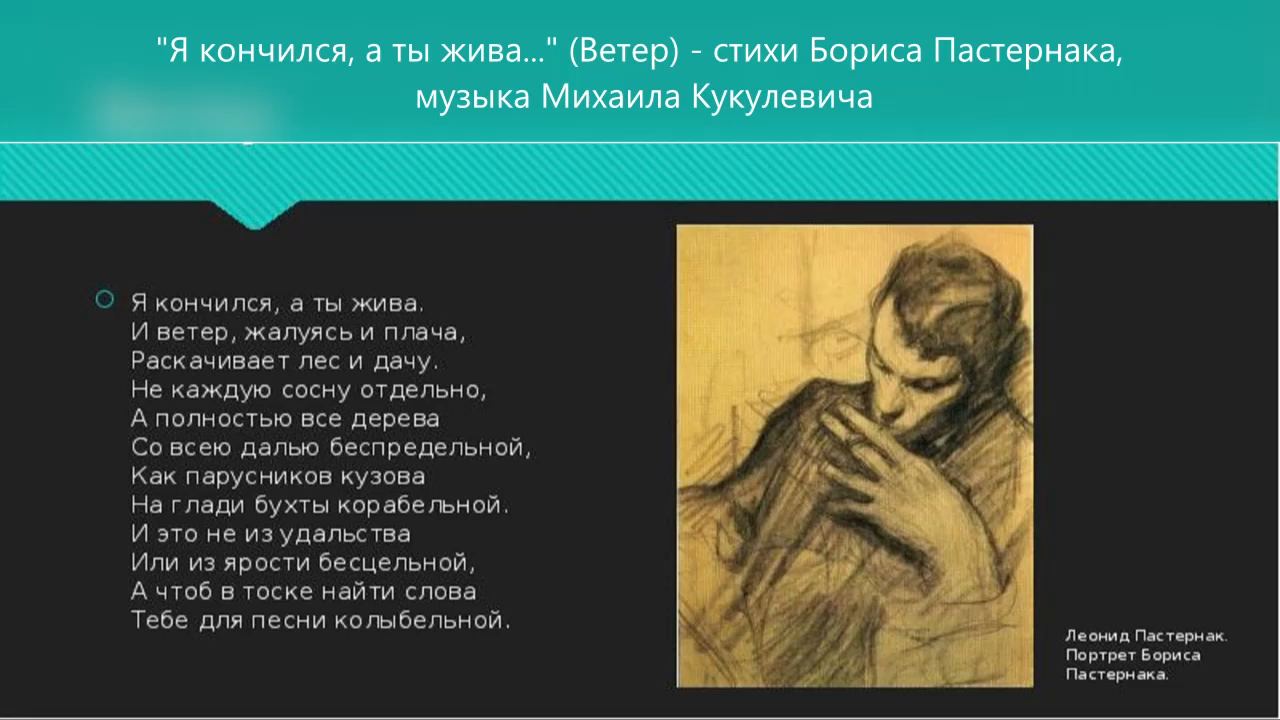 "Я кончился, а ты жива..." (Ветер) - стихи Бориса Пастернака,
музыка Михаила Кукулевича
Я кончился, а ты жива.
И ветер, жалуясь и плача,
Раскачивает лес и дачу.
Не каждую сосну отдельно,
А полностью все дерева
Со всею далью беспредельной,
Как парусников кузова
На глади бухты корабельной.
И это не из удальства
Или из ярости бесцельной,
А чтоб в тоске найти слова
Тебе для песни колыбельной.
Леонид Пастернак.
Портрет Бориса
Пастернака.